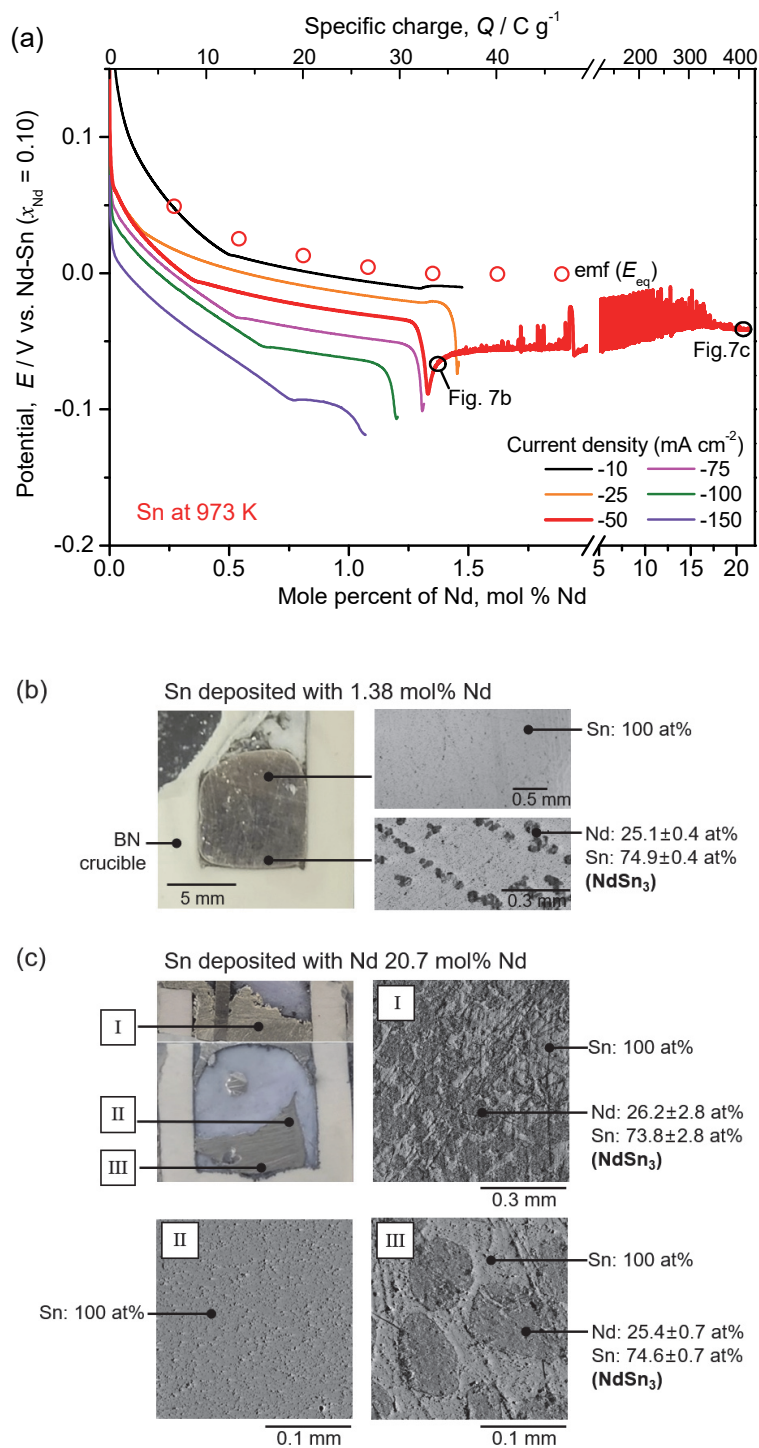 (a)
Specific charge, Q / C g⁻¹
0 10 20 30 40 200 300 400
Potential, E / V vs. Nd-Sn (xNd = 0.10)
0.1
0.0
-0.1
-0.2
emf (Eeq)
Fig.7c
Fig. 7b
Current density (mA cm⁻²)
-10 -75
-25 -100
-50 -150
Sn at 973 K
0.0 0.5 1.0 1.5 5 10 15 20
Mole percent of Nd, mol % Nd
(b) Sn deposited with 1.38 mol% Nd
Sn: 100 at%
0.5 mm
BN
crucible
5 mm
Nd: 25.1±0.4 at%
Sn: 74.9±0.4 at%
(NdSn₃)
0.3 mm
(c) Sn deposited with Nd 20.7 mol% Nd
I
II
III
I
Sn: 100 at%
Nd: 26.2±2.8 at%
Sn: 73.8±2.8 at%
(NdSn₃)
0.3 mm
II
Sn: 100 at%
0.1 mm
III
Sn: 100 at%
Nd: 25.4±0.7 at%
Sn: 74.6±0.7 at%
(NdSn₃)
0.1 mm